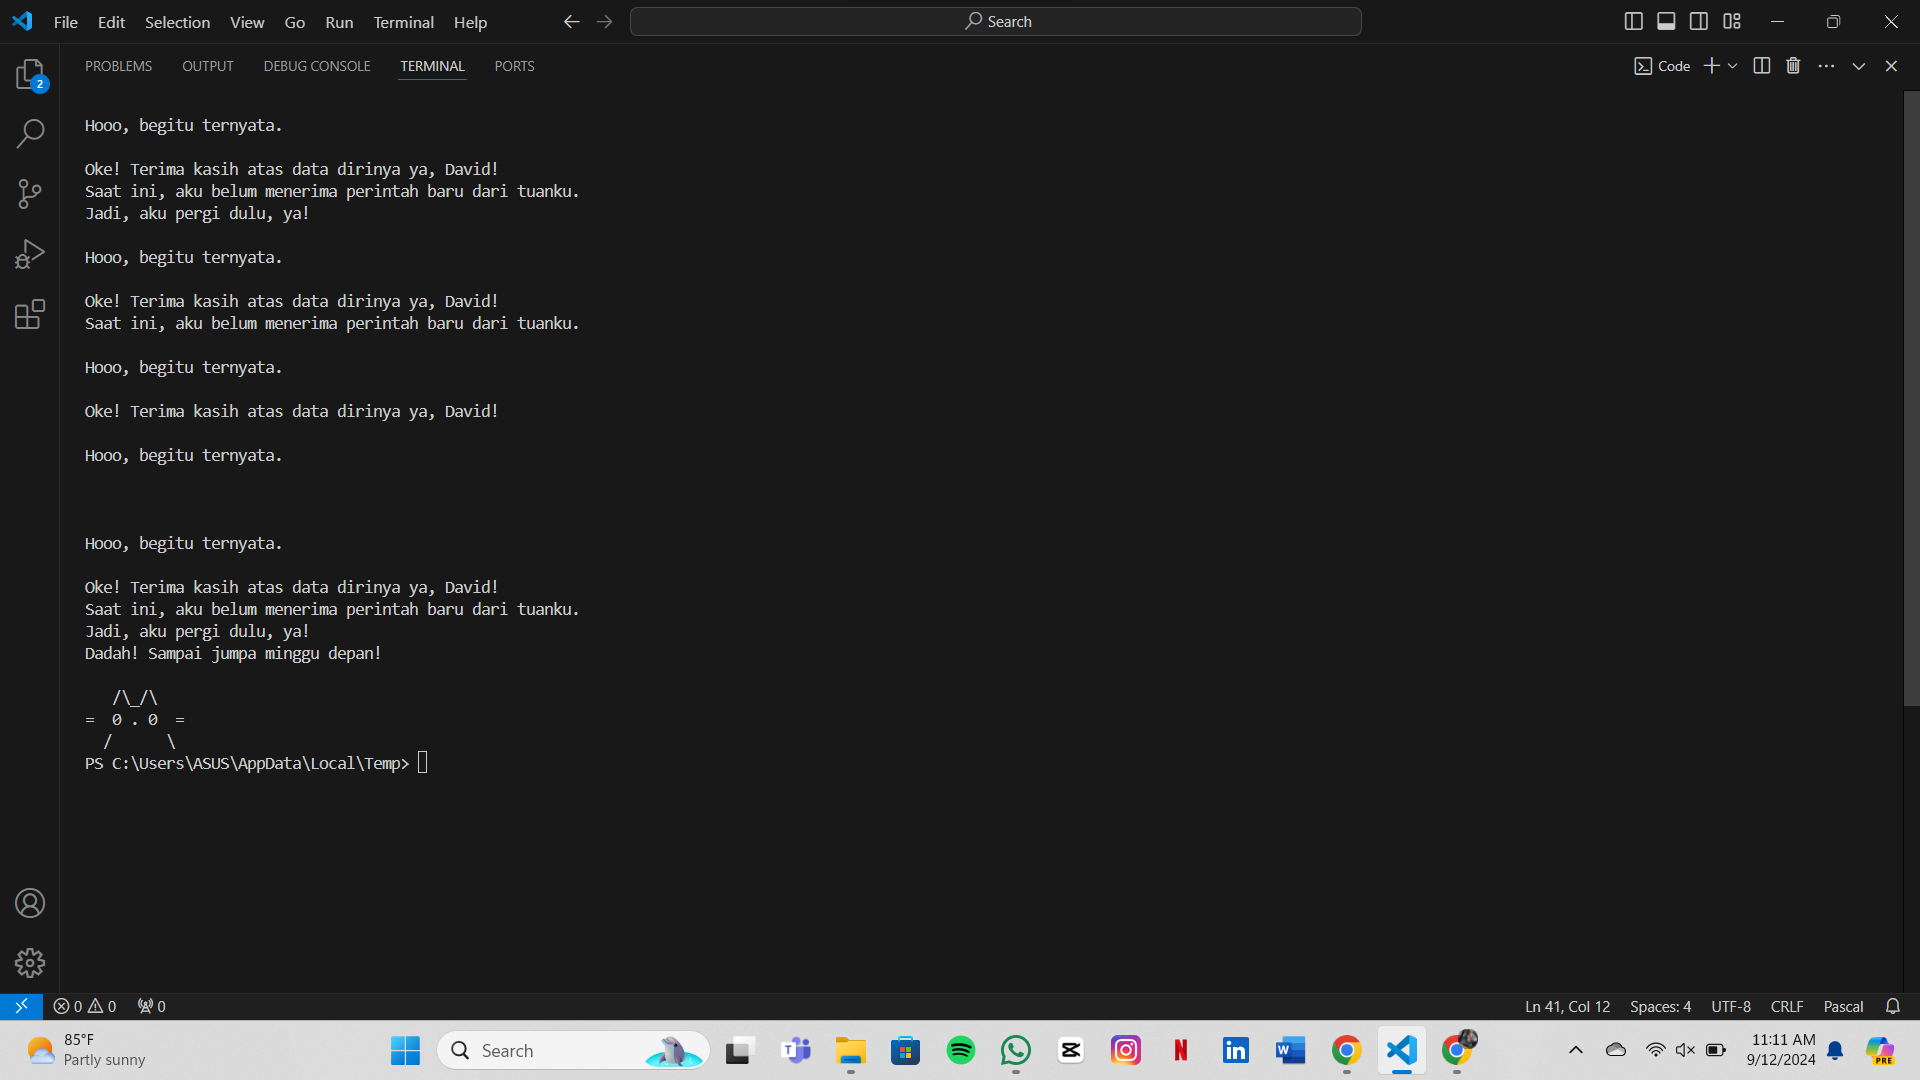 File Edit Selection View Go Run Terminal Help
Search
2
PROBLEMS OUTPUT DEBUG CONSOLE TERMINAL PORTS
Code
Hooo, begitu ternyata.
Oke! Terima kasih atas data dirinya ya, David!
Saat ini, aku belum menerima perintah baru dari tuanku.
Jadi, aku pergi dulu, ya!
Hooo, begitu ternyata.
Oke! Terima kasih atas data dirinya ya, David!
Saat ini, aku belum menerima perintah baru dari tuanku.
Hooo, begitu ternyata.
Oke! Terima kasih atas data dirinya ya, David!
Hooo, begitu ternyata.
Hooo, begitu ternyata.
Oke! Terima kasih atas data dirinya ya, David!
Saat ini, aku belum menerima perintah baru dari tuanku.
Jadi, aku pergi dulu, ya!
Dadah! Sampai jumpa minggu depan!
   /\_/\
=  0 . 0  =
  /      \
PS C:\Users\ASUS\AppData\Local\Temp>
0 0 0
Ln 41, Col 12 Spaces: 4 UTF-8 CRLF Pascal
85°F
Partly sunny
Search
11:11 AM
9/12/2024
PRE